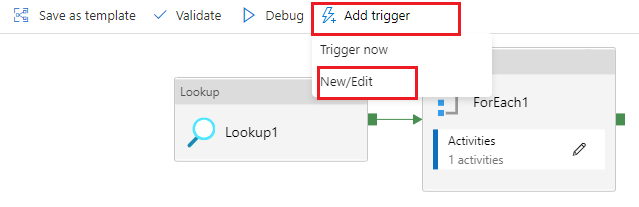 Save as template Validate Debug Add trigger
Trigger now
New/Edit
Lookup
Lookup1
ForEach1
Activities
1 activities